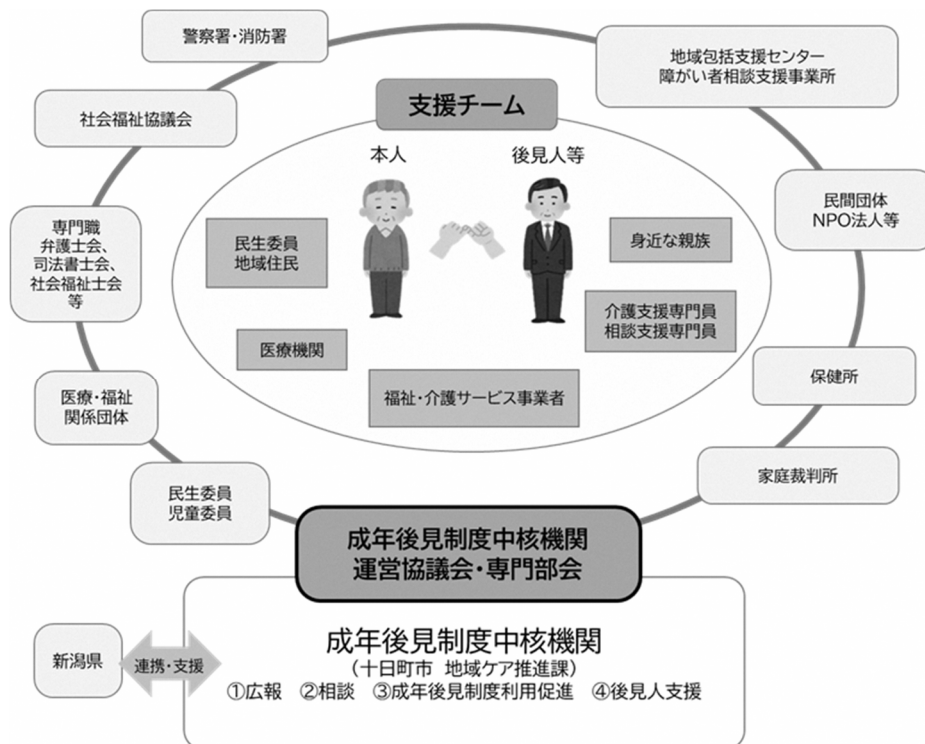 警察署・消防署
地域包括支援センター
障がい者相談支援事業所
社会福祉協議会
支援チーム
本人
後見人等
民間団体
NPO法人等
専門職
弁護士会、
司法書士会、
社会福祉士会
等
民生委員
地域住民
身近な親族
介護支援専門員
相談支援専門員
医療機関
福祉・介護サービス事業者
保健所
医療・福祉
関係団体
家庭裁判所
民生委員
児童委員
成年後見制度中核機関
運営協議会・専門部会
新潟県
連携・支援
成年後見制度中核機関
(十日町市 地域ケア推進課)
①広報 ②相談 ③成年後見制度利用促進 ④後見人支援